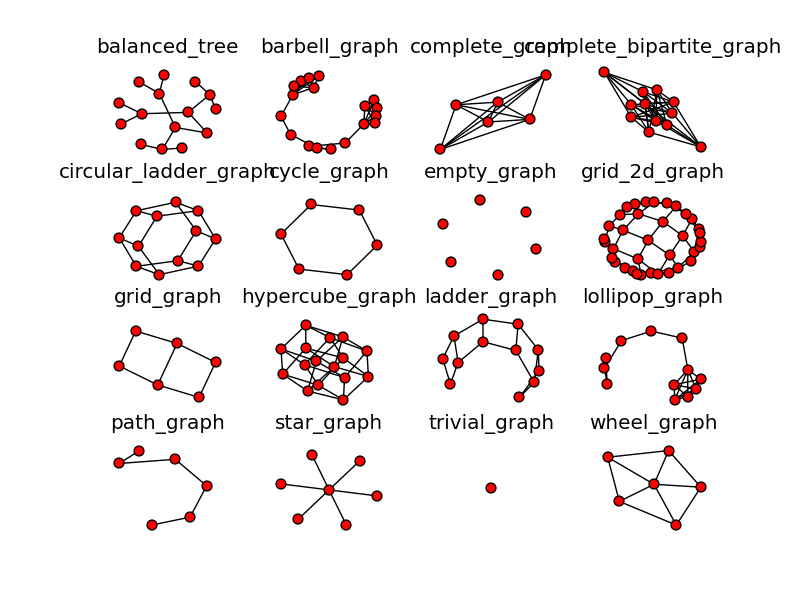 balanced_tree
barbell_graph
complete_graph
complete_bipartite_graph
circular_ladder_graph
cycle_graph
empty_graph
grid_2d_graph
grid_graph
hypercube_graph
ladder_graph
lollipop_graph
path_graph
star_graph
trivial_graph
wheel_graph